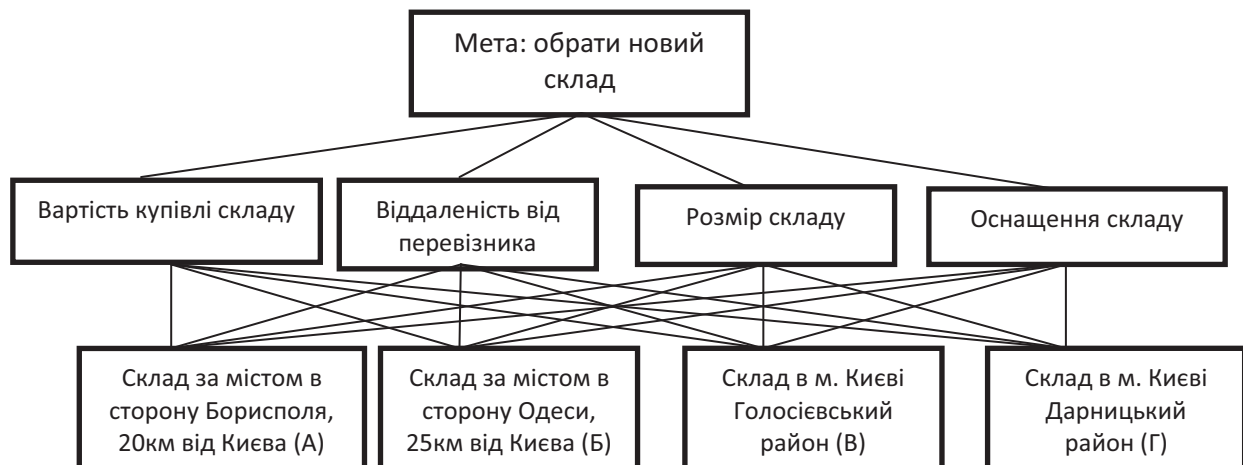 Мета: обрати новий
склад
Вартість купівлі складу
Віддаленість від
перевізника
Розмір складу
Оснащення складу
Склад за містом в
сторону Борисполя,
20км від Києва (А)
Склад за містом в
сторону Одеси,
25км від Києва (Б)
Склад в м. Києві
Голосієвський
район (В)
Склад в м. Києві
Дарницький
район (Г)